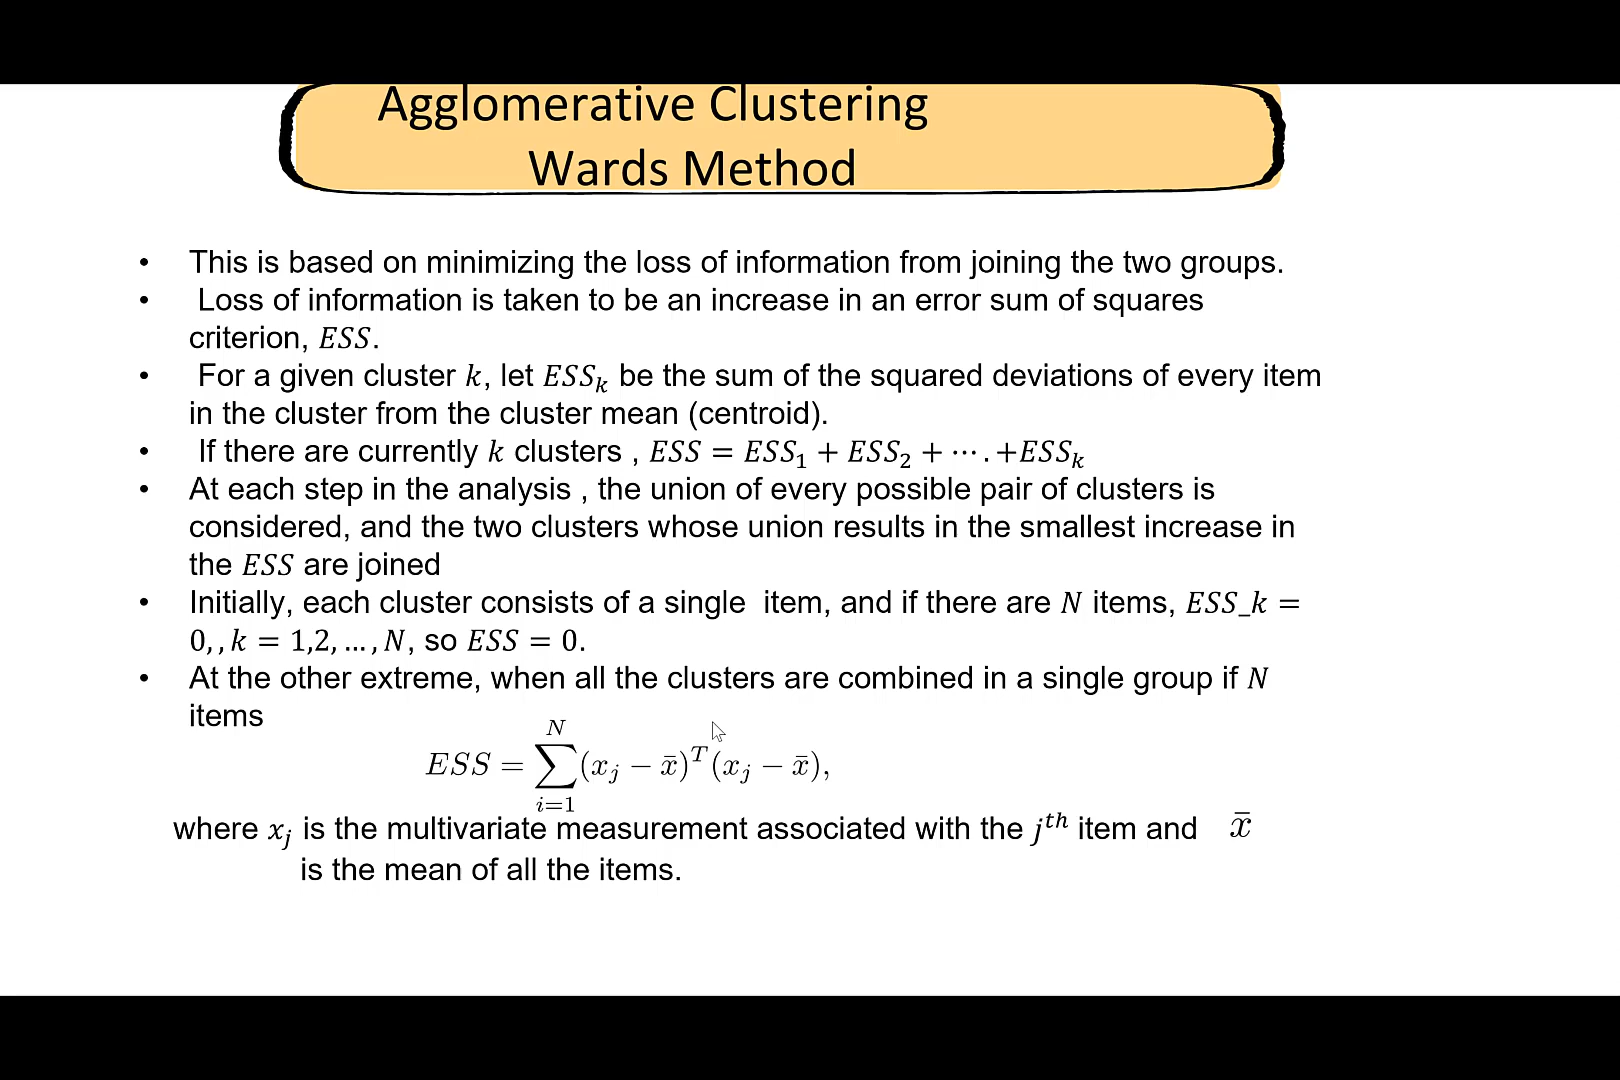 Agglomerative Clustering
Wards Method
• This is based on minimizing the loss of information from joining the two groups.
• Loss of information is taken to be an increase in an error sum of squares
criterion, ESS.
• For a given cluster k, let ESSₖ be the sum of the squared deviations of every item
in the cluster from the cluster mean (centroid).
• If there are currently k clusters , ESS = ESS₁ + ESS₂ + ⋯ . +ESSₖ
• At each step in the analysis , the union of every possible pair of clusters is
considered, and the two clusters whose union results in the smallest increase in
the ESS are joined
• Initially, each cluster consists of a single item, and if there are N items, ESS_k =
0, , k = 1,2, … , N, so ESS = 0.
• At the other extreme, when all the clusters are combined in a single group if N
items
ESS = ∑_{i=1}^{N} (x_j − x̄)^T (x_j − x̄),
where x_j is the multivariate measurement associated with the j^{th} item and x̄
is the mean of all the items.